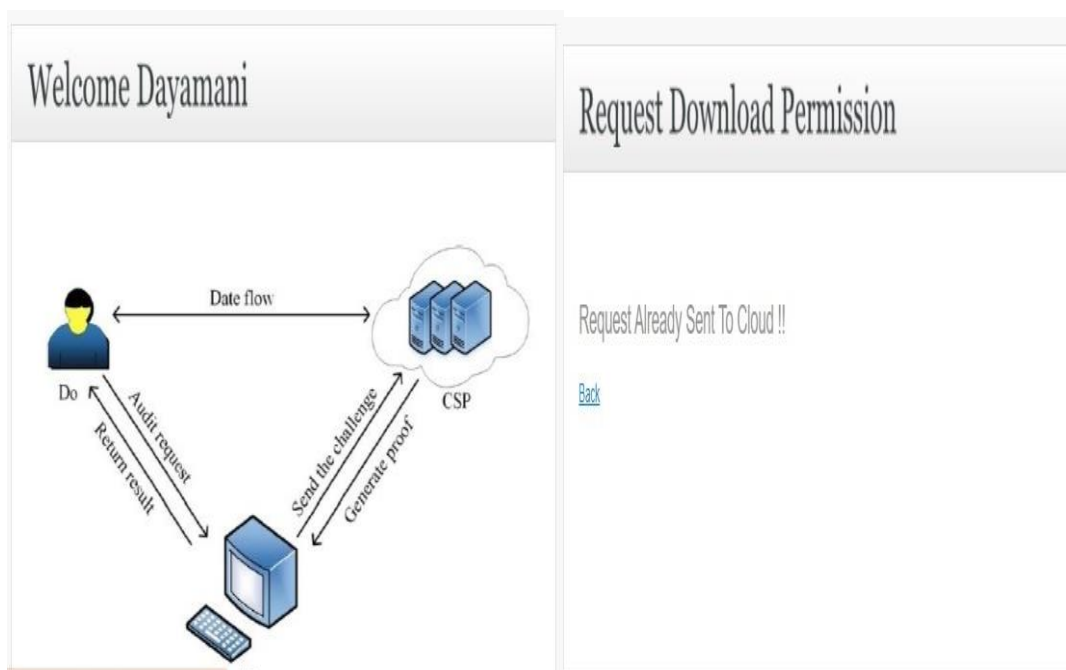 Welcome Dayamani
Date flow
Do
CSP
Audit request
Return result
Send the challenge
Generate proof
Request Download Permission
Request Already Sent To Cloud !!
Back